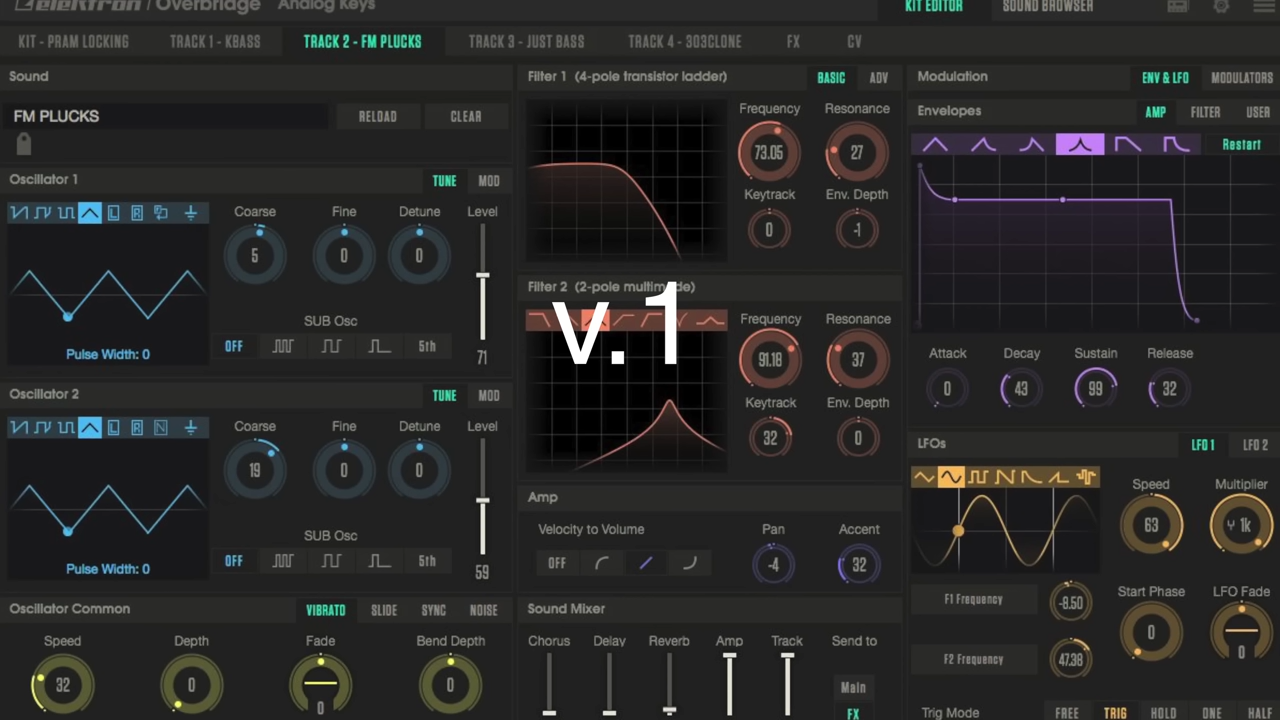 elektron Overbridge Analog Keys KIT EDITOR SOUND BROWSER
KIT - PRAM LOCKING TRACK 1 - KBASS TRACK 2 - FM PLUCKS TRACK 3 - JUST BASS TRACK 4 - 303CLONE FX CV
Sound
FM PLUCKS RELOAD CLEAR
Oscillator 1 TUNE MOD
Coarse Fine Detune Level
5 0 0
SUB Osc
OFF 5th
71
Pulse Width: 0
Oscillator 2 TUNE MOD
Coarse Fine Detune Level
19 0 0
SUB Osc
OFF 5th
59
Pulse Width: 0
Oscillator Common VIBRATO SLIDE SYNC NOISE
Speed Depth Fade Bend Depth
32 0 0 0
Filter 1 (4-pole transistor ladder) BASIC ADV
Frequency Resonance
73.05 27
Keytrack Env. Depth
0 -1
Filter 2 (2-pole multimode)
v.1
Frequency Resonance
91.18 37
Keytrack Env. Depth
32 0
Amp
Velocity to Volume Pan Accent
OFF -4 32
Sound Mixer
Chorus Delay Reverb Amp Track Send to
Main
FX
Modulation ENV & LFO MODULATORS
Envelopes AMP FILTER USER
Restart
Attack Decay Sustain Release
0 43 99 32
LFOs LFO 1 LFO 2
Speed Multiplier
63 1k
F1 Frequency -8.50 Start Phase LFO Fade
F2 Frequency 47.38 0 0
Trig Mode FREE TRIG HOLD ONE HALF